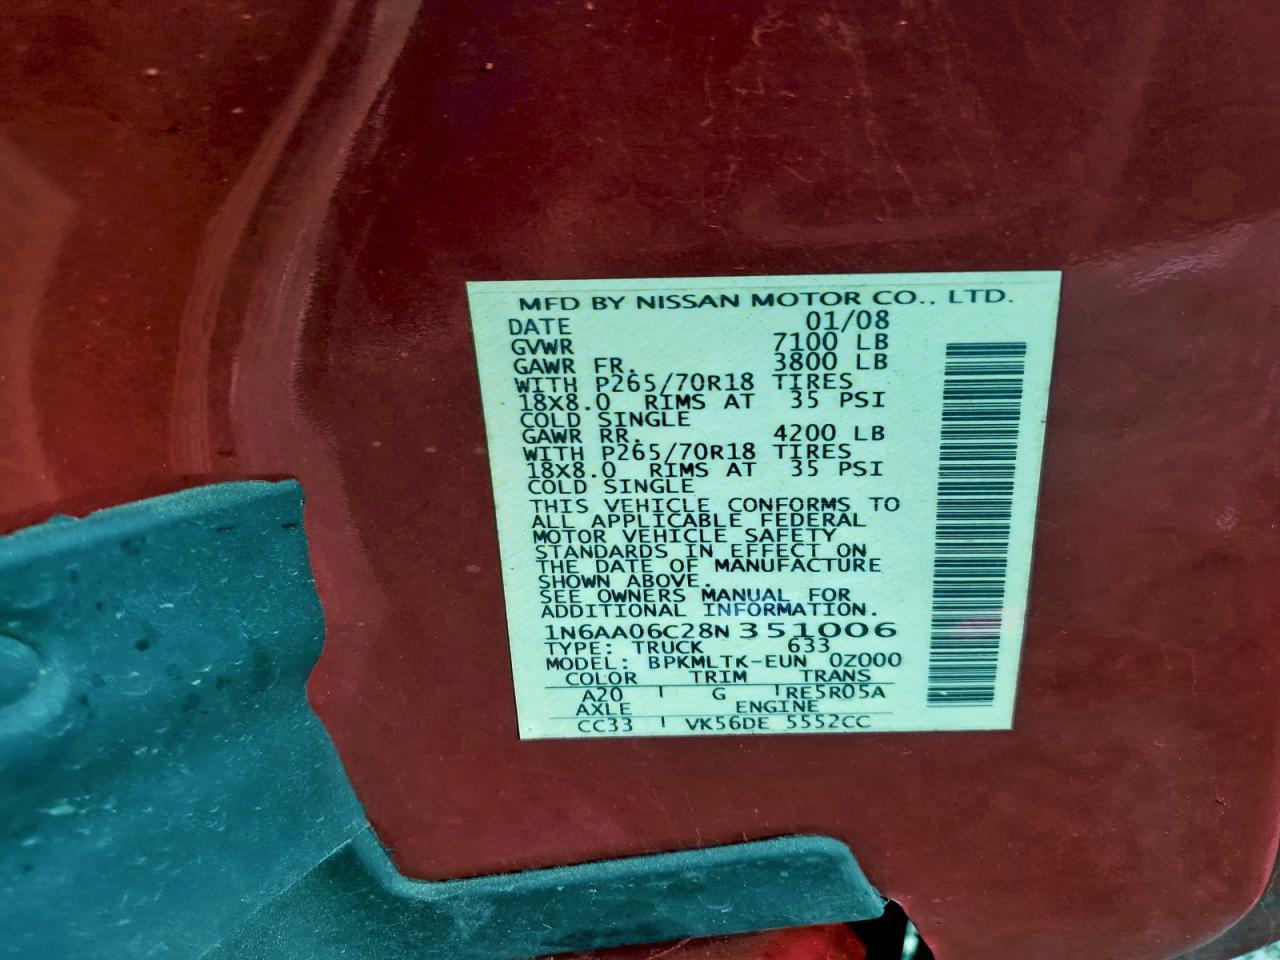 MFD BY NISSAN MOTOR CO., LTD.
DATE 01/08
GVWR 7100 LB
GAWR FR. 3800 LB
WITH P265/70R18 TIRES
18X8.0 RIMS AT 35 PSI
COLD SINGLE
GAWR RR. 4200 LB
WITH P265/70R18 TIRES
18X8.0 RIMS AT 35 PSI
COLD SINGLE
THIS VEHICLE CONFORMS TO
ALL APPLICABLE FEDERAL
MOTOR VEHICLE SAFETY
STANDARDS IN EFFECT ON
THE DATE OF MANUFACTURE
SHOWN ABOVE.
SEE OWNERS MANUAL FOR
ADDITIONAL INFORMATION.
1N6AA06C28N351006
TYPE: TRUCK 633
MODEL: BPKMLTK-EUN 0Z000
COLOR TRIM TRANS
A20 G RE5R05A
AXLE ENGINE
CC33 VK56DE 5552CC